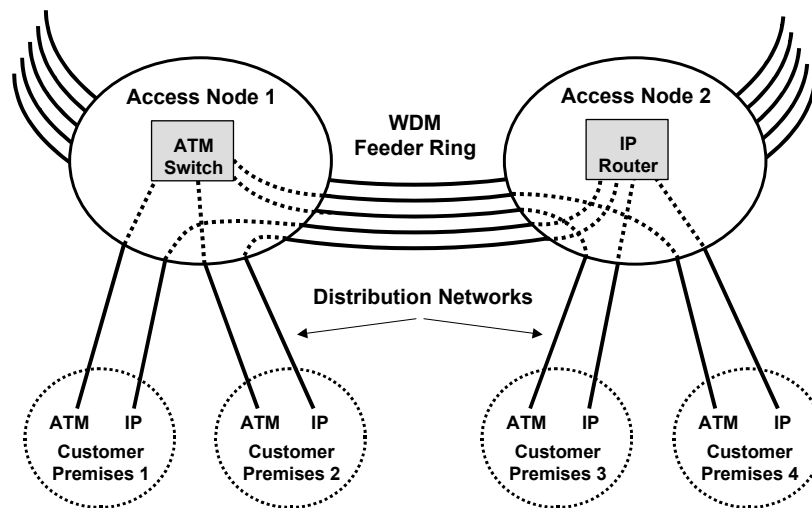 Access Node 1
ATM
Switch
WDM
Feeder Ring
Access Node 2
IP
Router
Distribution Networks
ATM IP
Customer
Premises 1
ATM IP
Customer
Premises 2
ATM IP
Customer
Premises 3
ATM IP
Customer
Premises 4